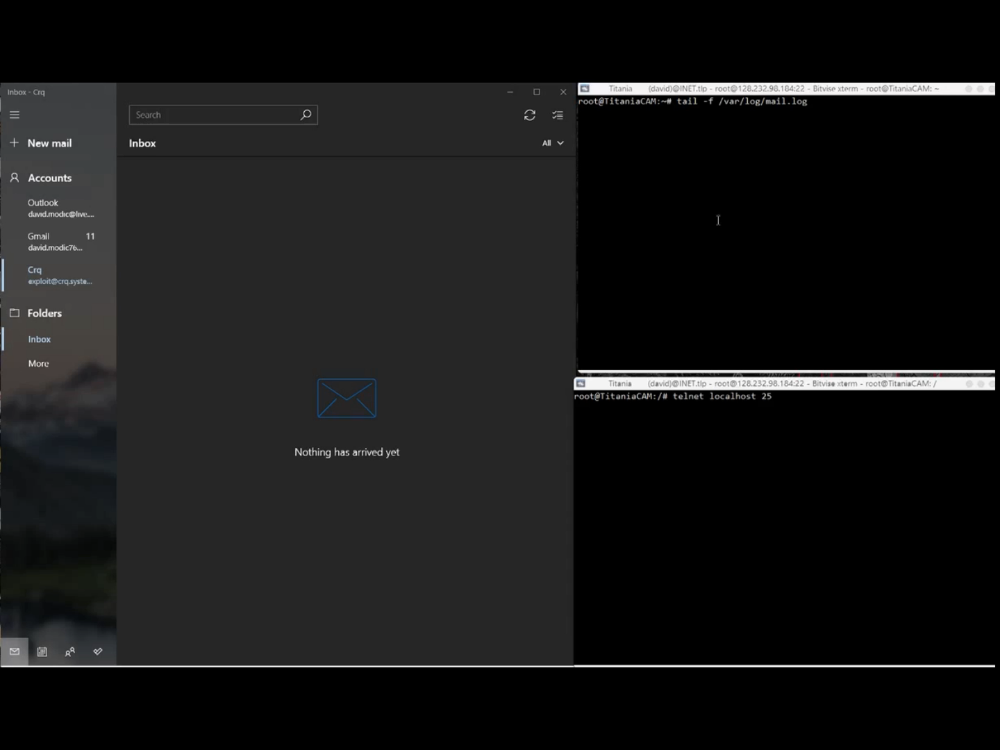 Inbox - Crq
Search
New mail
Inbox
All
Accounts
Outlook
david.modic@live....
Gmail 11
david.modic76...
Crq
exploit@crq.syste...
Folders
Inbox
More
Nothing has arrived yet
Titania (david)@INET.tlp - root@128.232.98.184:22 - Bitvise xterm - root@TitaniaCAM: ~
root@TitaniaCAM:~# tail -f /var/log/mail.log
Titania (david)@INET.tlp - root@128.232.98.184:22 - Bitvise xterm - root@TitaniaCAM: /
root@TitaniaCAM:/# telnet localhost 25